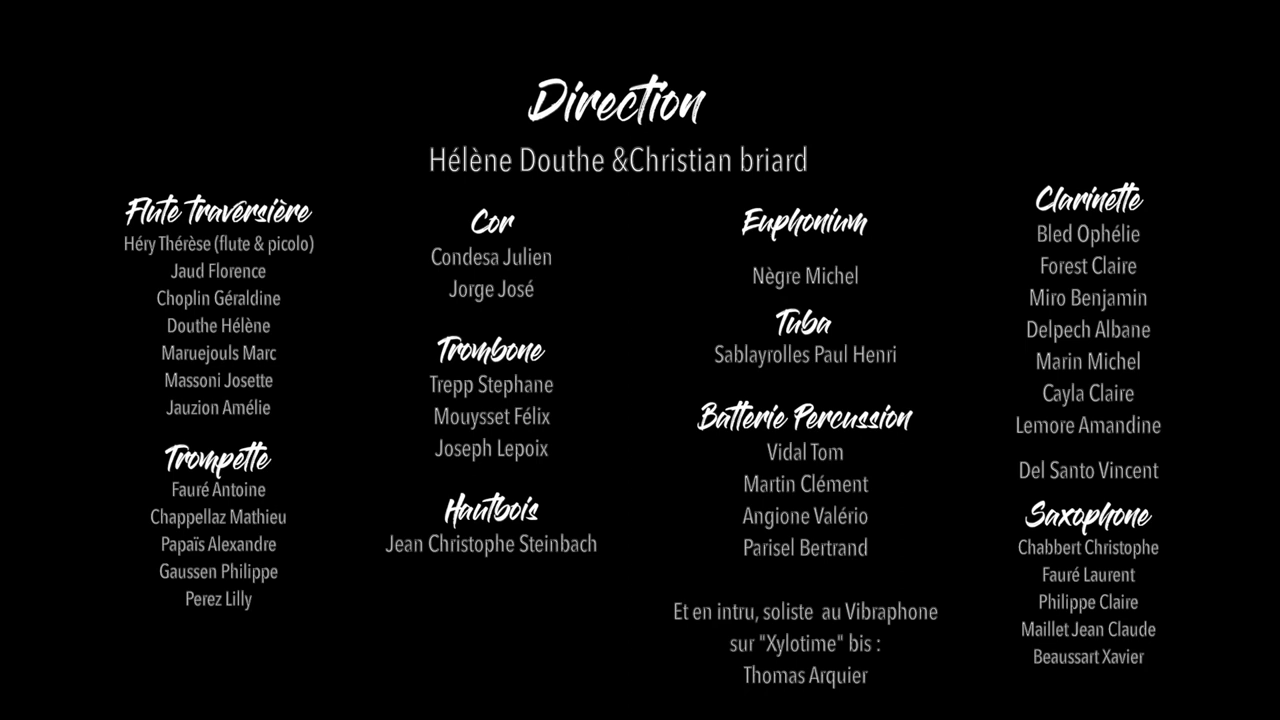 Direction
Hélène Douthe &Christian briard
Flute traversière
Héry Thérèse (flute & picolo)
Jaud Florence
Choplin Géraldine
Douthe Hélène
Maruejouls Marc
Massoni Josette
Jauzion Amélie
Trompette
Fauré Antoine
Chappellaz Mathieu
Papaïs Alexandre
Gaussen Philippe
Perez Lilly
Cor
Condesa Julien
Jorge José
Trombone
Trepp Stephane
Mouysset Félix
Joseph Lepoix
Hautbois
Jean Christophe Steinbach
Euphonium
Nègre Michel
Tuba
Sablayrolles Paul Henri
Batterie Percussion
Vidal Tom
Martin Clément
Angione Valério
Parisel Bertrand
Et en intru, soliste au Vibraphone
sur "Xylotime" bis :
Thomas Arquier
Clarinette
Bled Ophélie
Forest Claire
Miro Benjamin
Delpech Albane
Marin Michel
Cayla Claire
Lemore Amandine
Del Santo Vincent
Saxophone
Chabbert Christophe
Fauré Laurent
Philippe Claire
Maillet Jean Claude
Beaussart Xavier